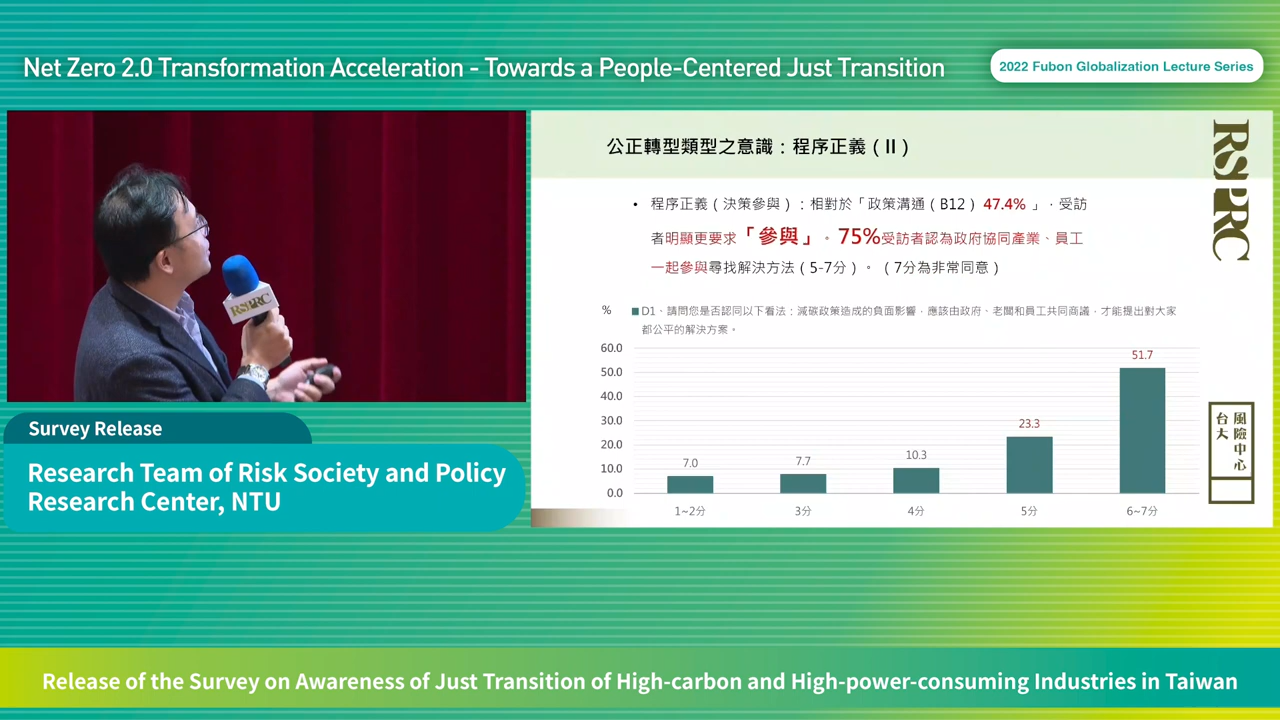 Net Zero 2.0 Transformation Acceleration - Towards a People-Centered Just Transition
2022 Fubon Globalization Lecture Series
公正轉型類型之意識：程序正義（II）
RSPRC
• 程序正義（決策參與）：相對於「政策溝通（B12）47.4% 」，受訪
者明顯更要求「參與」。75%受訪者認為政府協同產業、員工
一起參與尋找解決方法（5-7分）。（7分為非常同意）
%
D1、請問您是否認同以下看法：減碳政策造成的負面影響，應該由政府、老闆和員工共同商議，才能提出對大家
都公平的解決方案。
60.0
50.0
40.0
30.0
20.0
10.0
0.0
7.0
7.7
10.3
23.3
51.7
1~2分
3分
4分
5分
6~7分
台大
風險中心
RSPRC
Survey Release
Research Team of Risk Society and Policy
Research Center, NTU
Release of the Survey on Awareness of Just Transition of High-carbon and High-power-consuming Industries in Taiwan